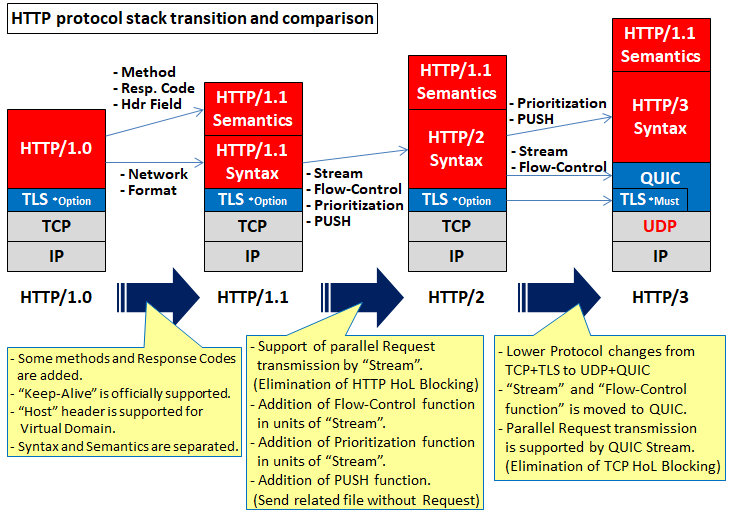 HTTP protocol stack transition and comparison
HTTP/1.0
TLS *Option
TCP
IP
HTTP/1.0
- Method
- Resp. Code
- Hdr Field
- Network
- Format
HTTP/1.1
Semantics
HTTP/1.1
Syntax
TLS *Option
TCP
IP
HTTP/1.1
- Stream
- Flow-Control
- Prioritization
- PUSH
HTTP/1.1
Semantics
HTTP/2
Syntax
TLS *Option
TCP
IP
HTTP/2
- Prioritization
- PUSH
- Stream
- Flow-Control
HTTP/1.1
Semantics
HTTP/3
Syntax
QUIC
TLS *Must
UDP
IP
HTTP/3
- Some methods and Response Codes
are added.
- "Keep-Alive" is officially supported.
- "Host" header is supported for
Virtual Domain.
- Syntax and Semantics are separated.
- Support of parallel Request
transmission by "Stream".
(Elimination of HTTP HoL Blocking)
- Addition of Flow-Control function
in units of "Stream".
- Addition of Prioritization function
in units of "Stream".
- Addition of PUSH function.
(Send related file without Request)
- Lower Protocol changes from
TCP+TLS to UDP+QUIC
- "Stream" and "Flow-Control
function" is moved to QUIC.
- Parallel Request transmission
is supported by QUIC Stream.
(Elimination of TCP HoL Blocking)